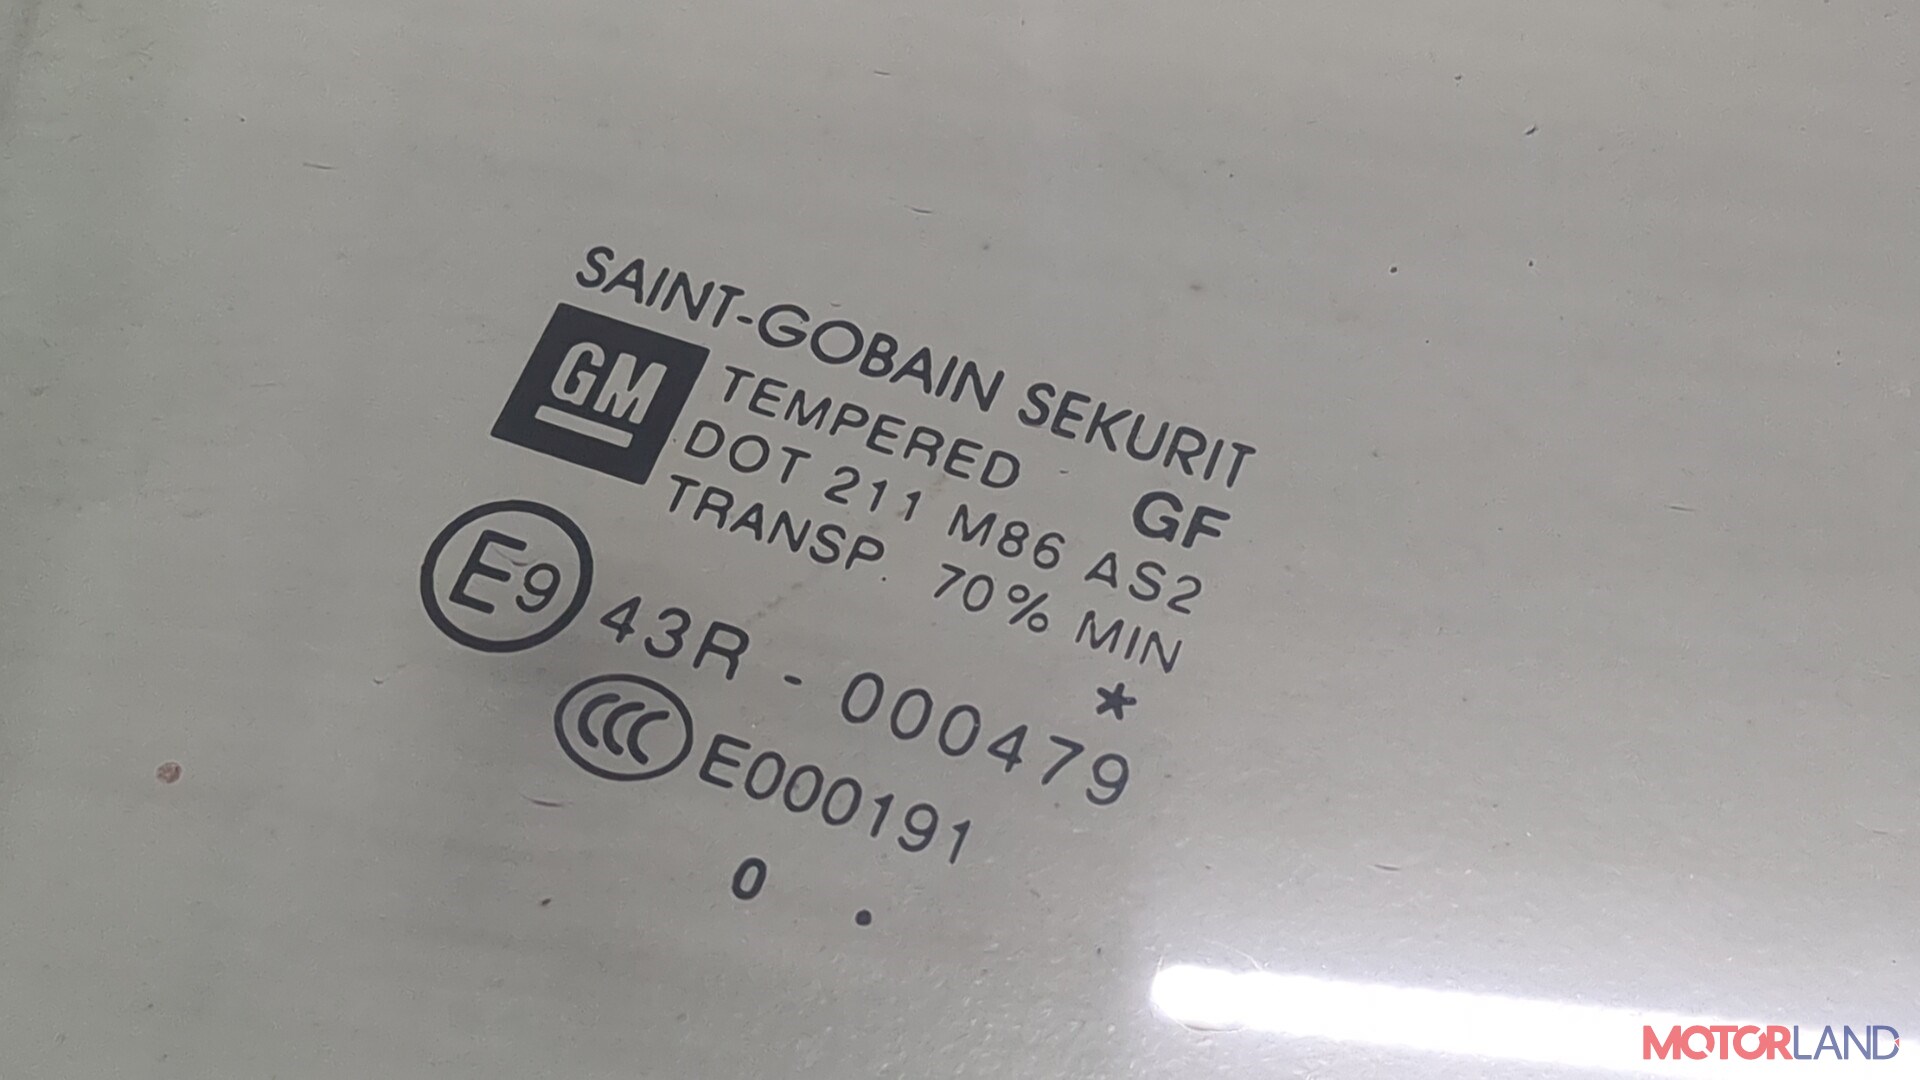 SAINT-GOBAIN SEKURIT
GM
TEMPERED GF
DOT 211 M86 AS2
TRANSP. 70% MIN
E9 43R - 000479 *
CCC E000191
0 .
MOTORLAND